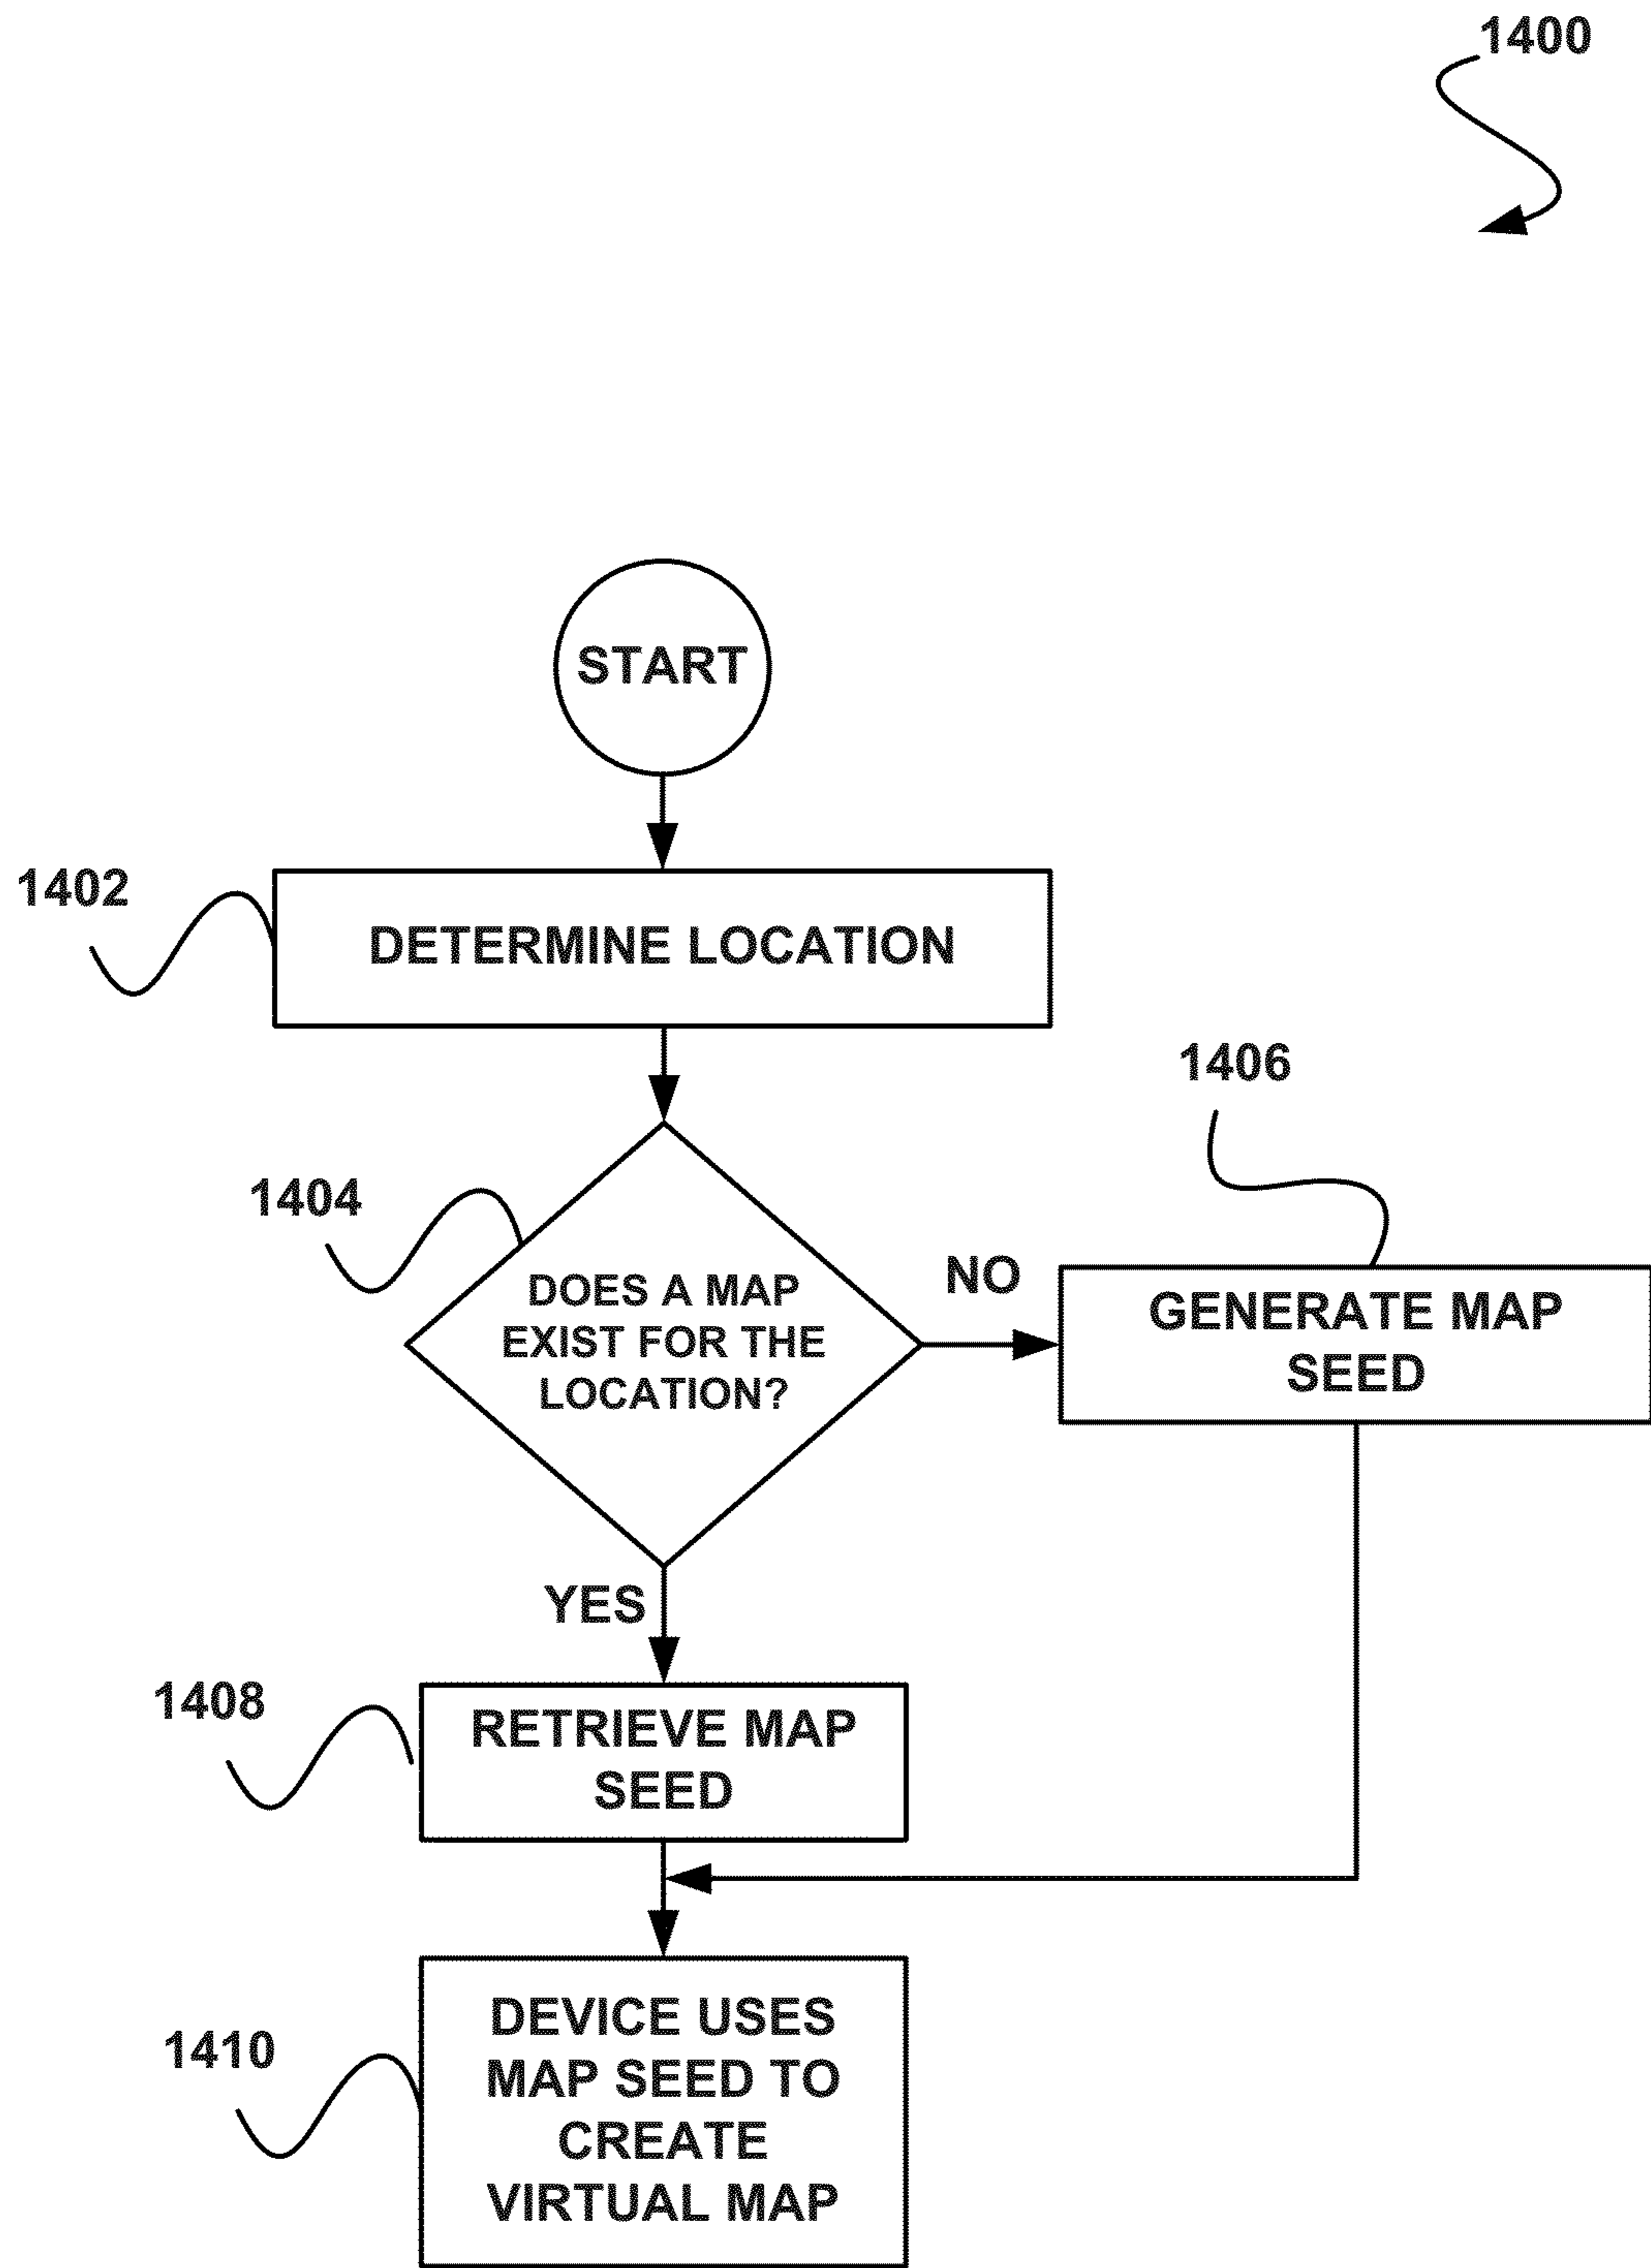 1400
START
1402
DETERMINE LOCATION
1406
1404
DOES A MAP
EXIST FOR THE
LOCATION?
NO
GENERATE MAP
SEED
YES
1408
RETRIEVE MAP
SEED
1410
DEVICE USES
MAP SEED TO
CREATE
VIRTUAL MAP